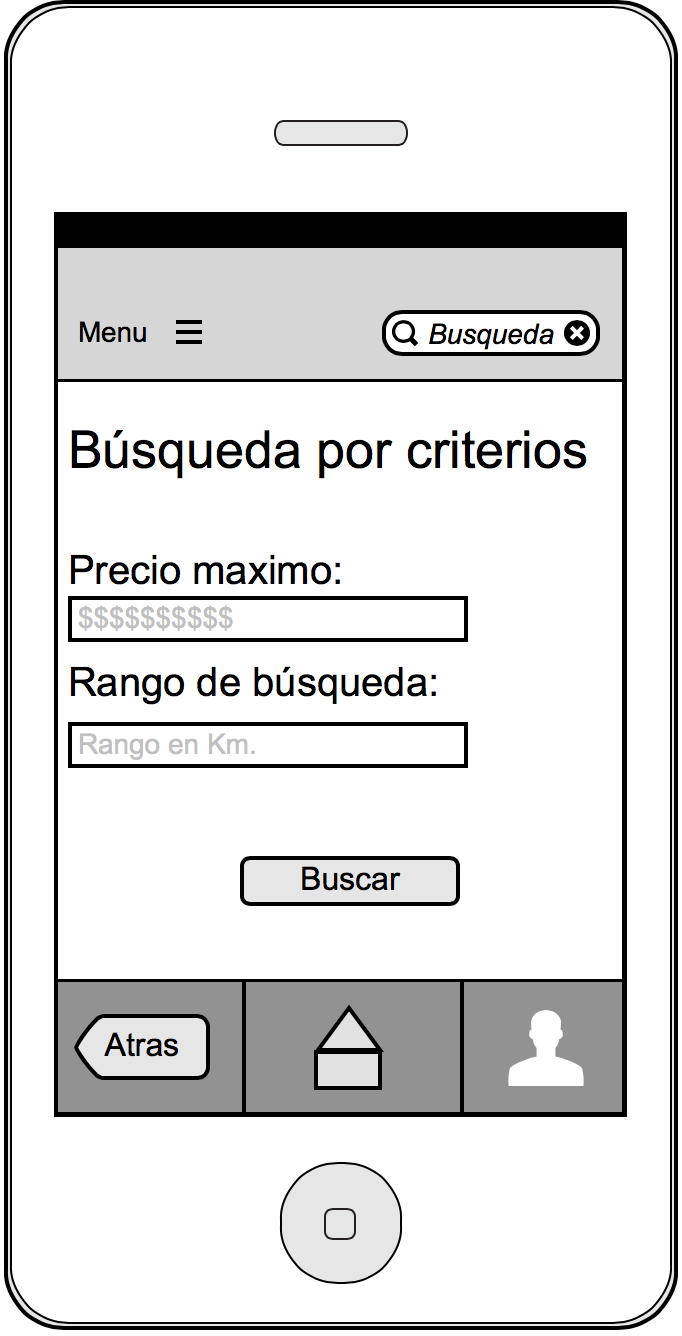 Menu
Busqueda
Búsqueda por criterios
Precio maximo:
$$$$$$$$$$
Rango de búsqueda:
Rango en Km.
Buscar
Atras